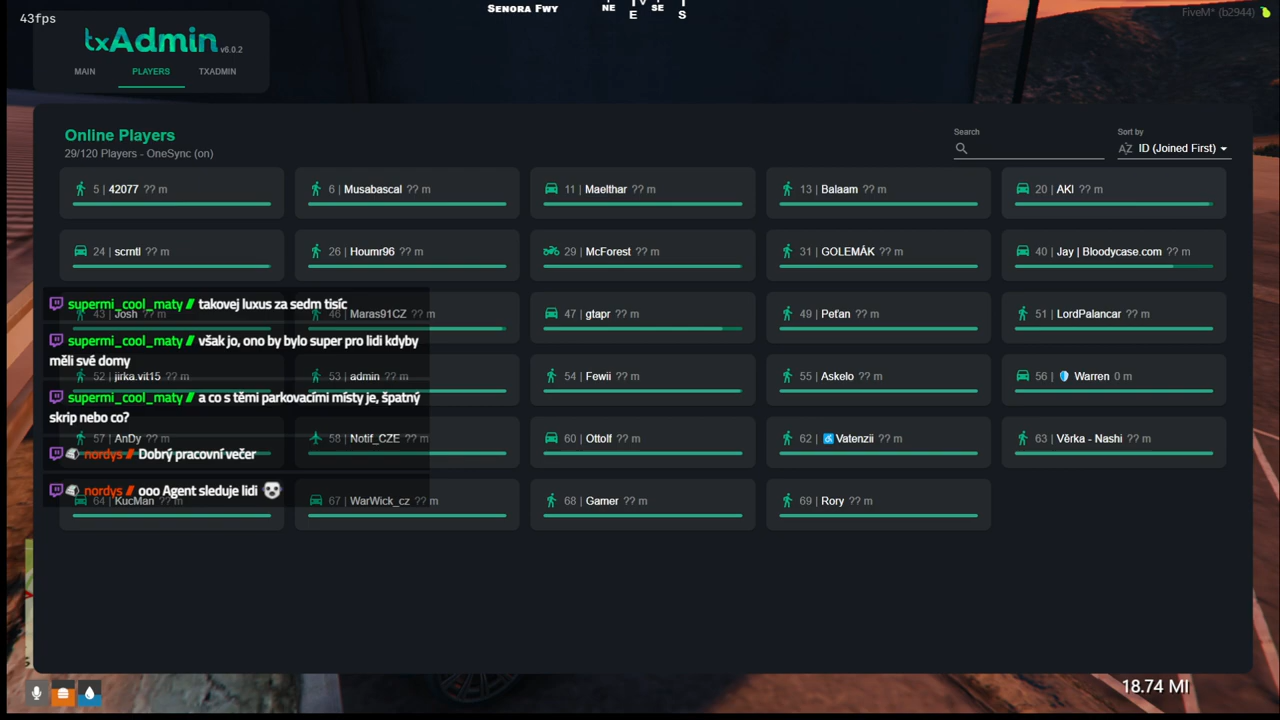 43fps
SENORA FWY
NE
E
SE
S
FiveM* (b2944)
txAdmin v6.0.2
MAIN
PLAYERS
TXADMIN
Online Players
29/120 Players - OneSync (on)
Search
Sort by
ID (Joined First)
5 | 42077 ?? m
6 | Musabascal ?? m
11 | Maelthar ?? m
13 | Balaam ?? m
20 | AKI ?? m
24 | scrntl ?? m
26 | Houmr96 ?? m
29 | McForest ?? m
31 | GOLEMÁK ?? m
40 | Jay | Bloodycase.com ?? m
supermi_cool_maty // takovej luxus za sedm tisíc
43 | Josh ?? m
46 | Maras91CZ ?? m
47 | gtapr ?? m
49 | Peťan ?? m
51 | LordPalancar ?? m
supermi_cool_maty // však jo, ono by bylo super pro lidi kdyby
měli své domy
52 | jirka.vit15 ?? m
53 | admin ?? m
54 | Fewii ?? m
55 | Askelo ?? m
56 | Warren 0 m
supermi_cool_maty // a co s těmi parkovacími místy je, špatný
skrip nebo co?
57 | AnDy ?? m
58 | Notif_CZE ?? m
60 | Ottolf ?? m
62 | Vatenzii ?? m
63 | Věrka - Nashi ?? m
nordys // Dobrý pracovní večer
nordys // ooo Agent sleduje lidi
64 | KucMan ?? m
67 | WarWick_cz ?? m
68 | Gamer ?? m
69 | Rory ?? m
18.74 MI